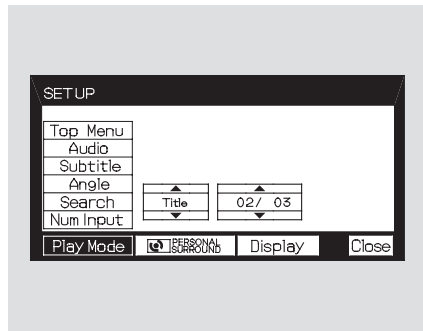 SETUP
Top Menu
Audio
Subtitle
Angle
Search
Num Input
Title
02/ 03
Play Mode
PERSONAL
SURROUND
Display
Close